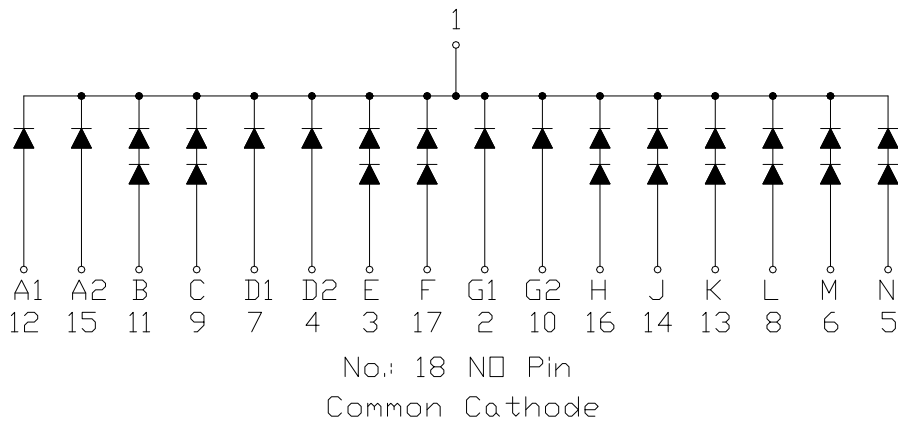 1
A1 A2 B C D1 D2 E F G1 G2 H J K L M N
12 15 11 9 7 4 3 17 2 10 16 14 13 8 6 5
No.: 18 NO Pin
Common Cathode